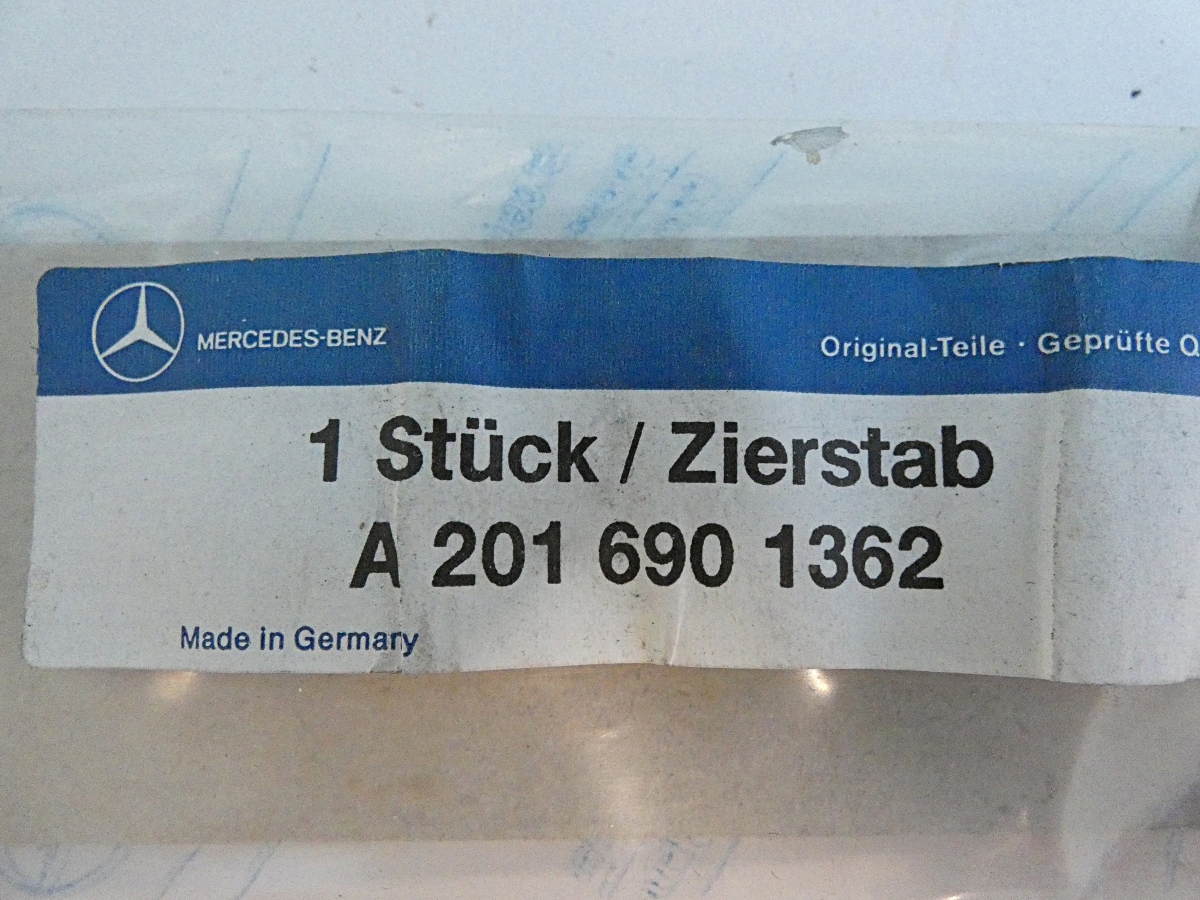 MERCEDES-BENZ
Original-Teile · Geprüfte Q
1 Stück / Zierstab
A 201 690 1362
Made in Germany